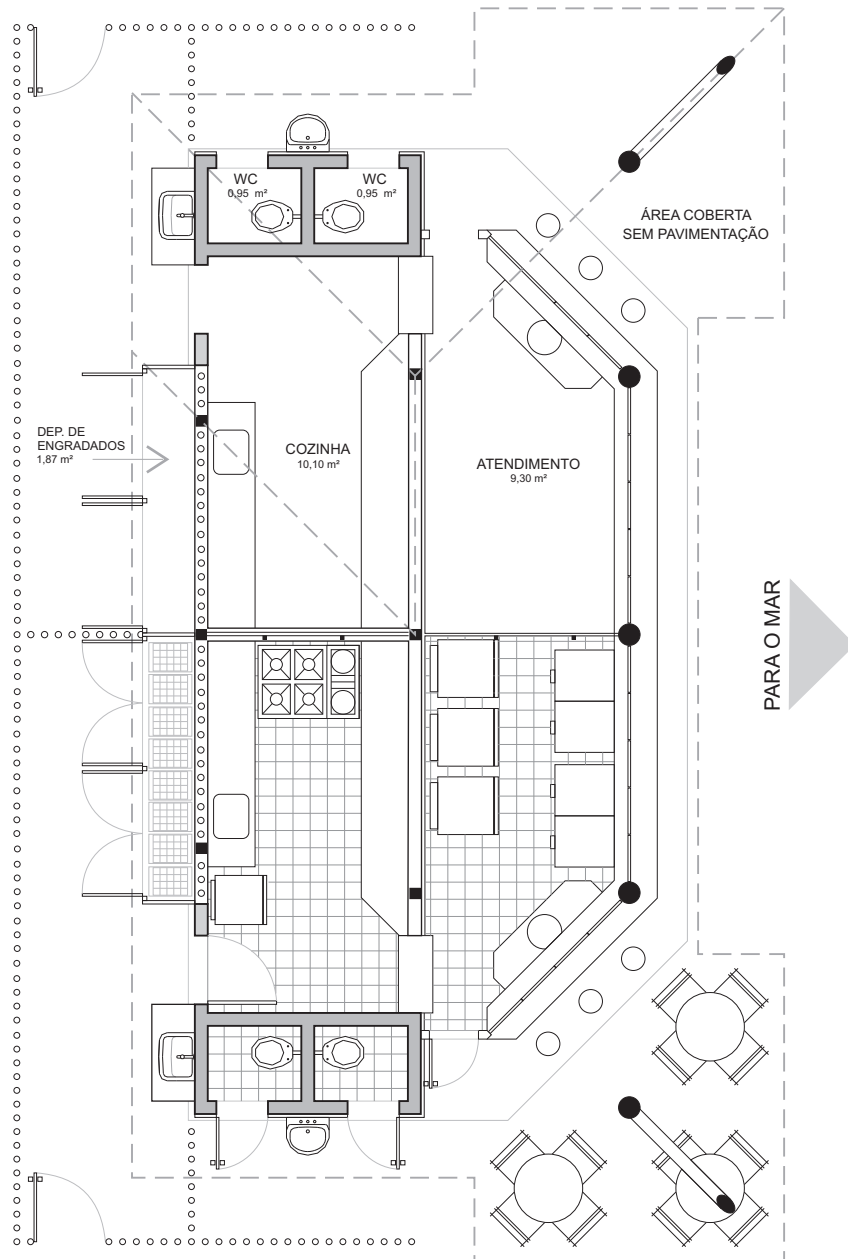 WC
0,95 m²
WC
0,95 m²
ÁREA COBERTA
SEM PAVIMENTAÇÃO
DEP. DE
ENGRADADOS
1,87 m²
COZINHA
10,10 m²
ATENDIMENTO
9,30 m²
PARA O MAR